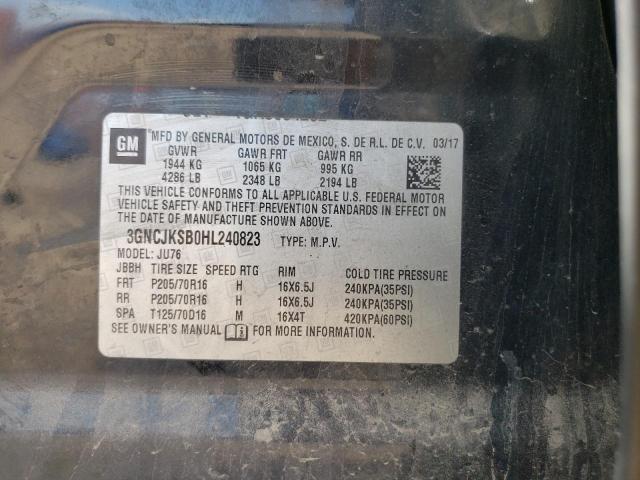 GM
MFD BY GENERAL MOTORS DE MEXICO, S. DE R.L. DE C.V. 03/17
GVWR GAWR FRT GAWR RR
1944 KG 1065 KG 995 KG
4286 LB 2348 LB 2194 LB
THIS VEHICLE CONFORMS TO ALL APPLICABLE U.S. FEDERAL MOTOR
VEHICLE SAFETY AND THEFT PREVENTION STANDARDS IN EFFECT ON
THE DATE OF MANUFACTURE SHOWN ABOVE.
3GNCJKSB0HL240823 TYPE: M.P.V.
MODEL: JU76
JBBH TIRE SIZE SPEED RTG RIM COLD TIRE PRESSURE
FRT P205/70R16 H 16X6.5J 240KPA(35PSI)
RR P205/70R16 H 16X6.5J 240KPA(35PSI)
SPA T125/70D16 M 16X4T 420KPA(60PSI)
SEE OWNER'S MANUAL FOR MORE INFORMATION.